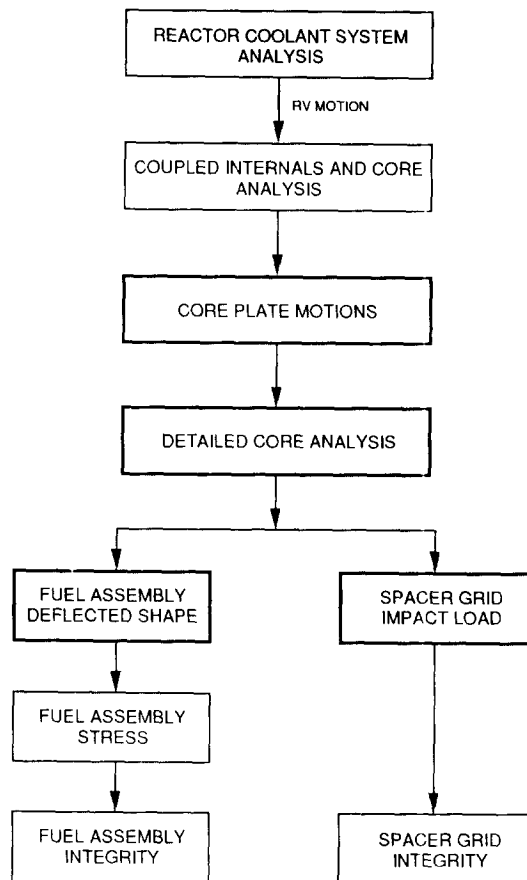 REACTOR COOLANT SYSTEM
ANALYSIS
RV MOTION
COUPLED INTERNALS AND CORE
ANALYSIS
CORE PLATE MOTIONS
DETAILED CORE ANALYSIS
FUEL ASSEMBLY
DEFLECTED SHAPE
SPACER GRID
IMPACT LOAD
FUEL ASSEMBLY
STRESS
FUEL ASSEMBLY
INTEGRITY
SPACER GRID
INTEGRITY